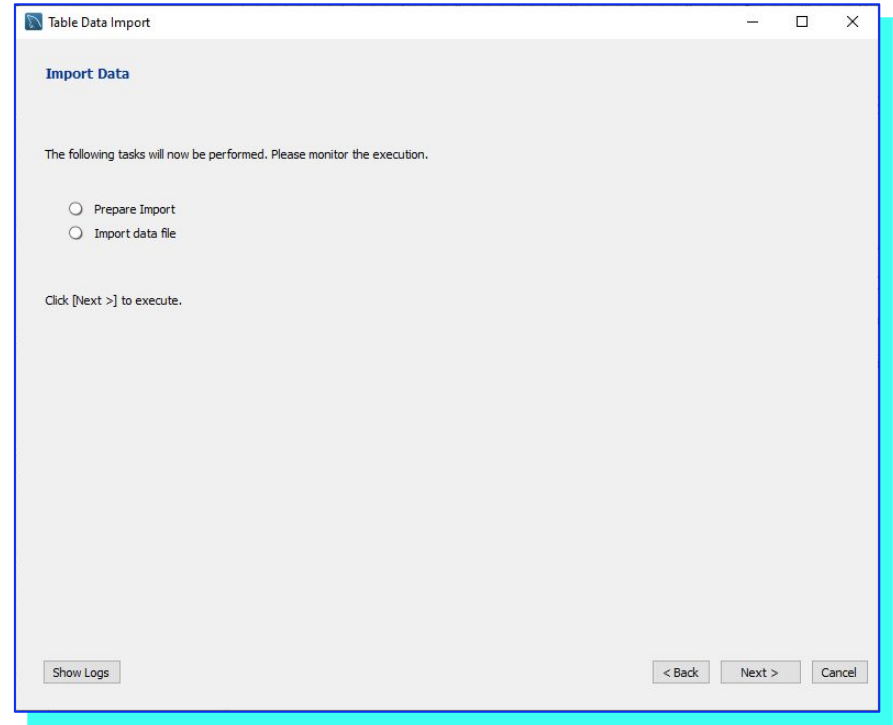 Table Data Import
Import Data
The following tasks will now be performed. Please monitor the execution.
Prepare Import
Import data file
Click [Next >] to execute.
Show Logs
< Back
Next >
Cancel